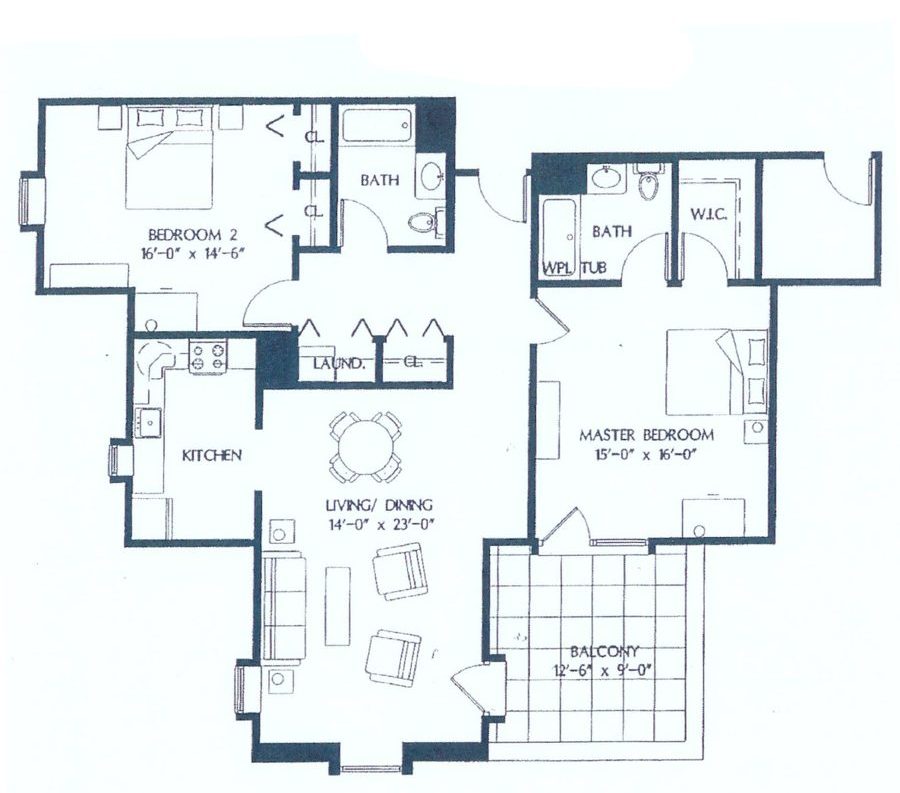 CL
CL
BATH
BEDROOM 2
16'-0" x 14'-6"
BATH
W.I.C.
WPL TUB
LAUND.
CL.
KITCHEN
MASTER BEDROOM
15'-0" x 16'-0"
LIVING/ DINING
14'-0" x 23'-0"
BALCONY
12'-6" x 9'-0"